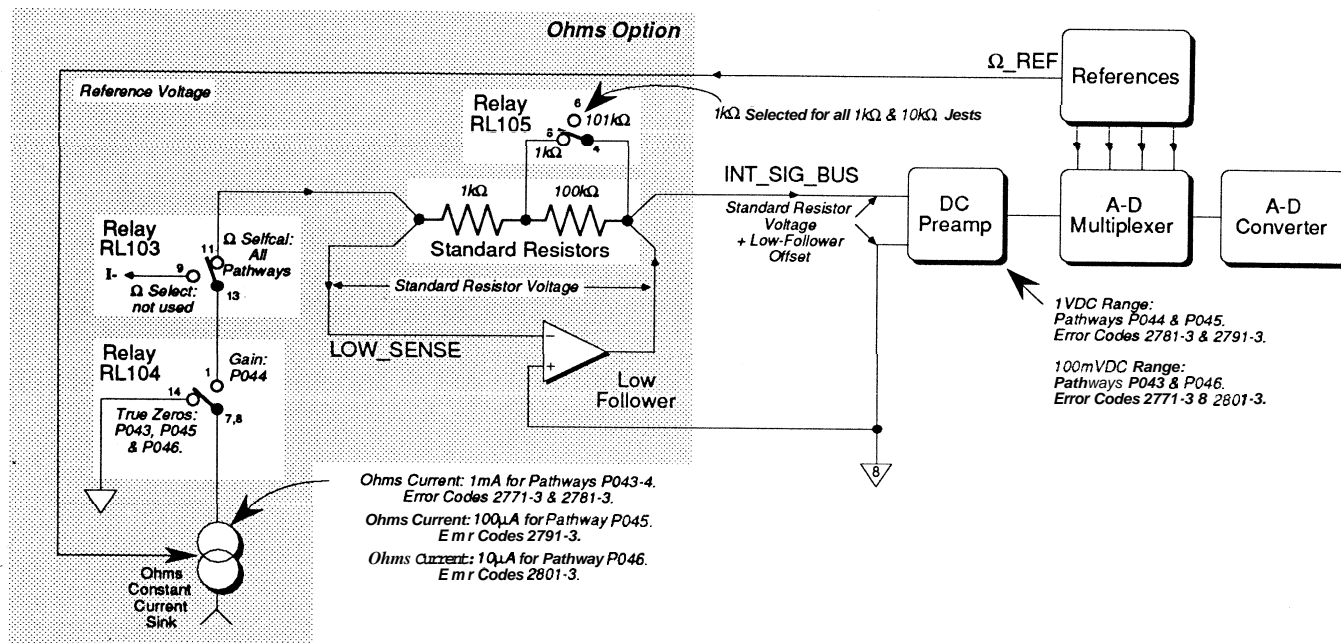 Ohms Option
Ω_REF
References
Reference Voltage
Relay
RL105
6
101kΩ
5
1kΩ
4
1kΩ Selected for all 1kΩ & 10kΩ Jests
INT_SIG_BUS
Standard Resistor
Voltage
+ Low-Follower
Offset
DC
Preamp
A-D
Multiplexer
A-D
Converter
1kΩ
100kΩ
Standard Resistors
Relay
RL103
11
Ω Selfcal:
All
Pathways
I-
9
Ω Select:
not used
13
Standard Resistor Voltage
LOW_SENSE
−
+
Low
Follower
1VDC Range:
Pathways P044 & P045.
Error Codes 2781-3 & 2791-3.
100mVDC Range:
Pathways P043 & P046.
Error Codes 2771-3 8 2801-3.
Relay
RL104
Gain:
P044
1
14
7,8
True Zeros:
P043, P045
& P046.
8
Ohms Current: 1mA for Pathways P043-4.
Error Codes 2771-3 & 2781-3.
Ohms Current: 100µA for Pathway P045.
Emr Codes 2791-3.
Ohms Current: 10µA for Pathway P046.
Emr Codes 2801-3.
Ohms
Constant
Current
Sink